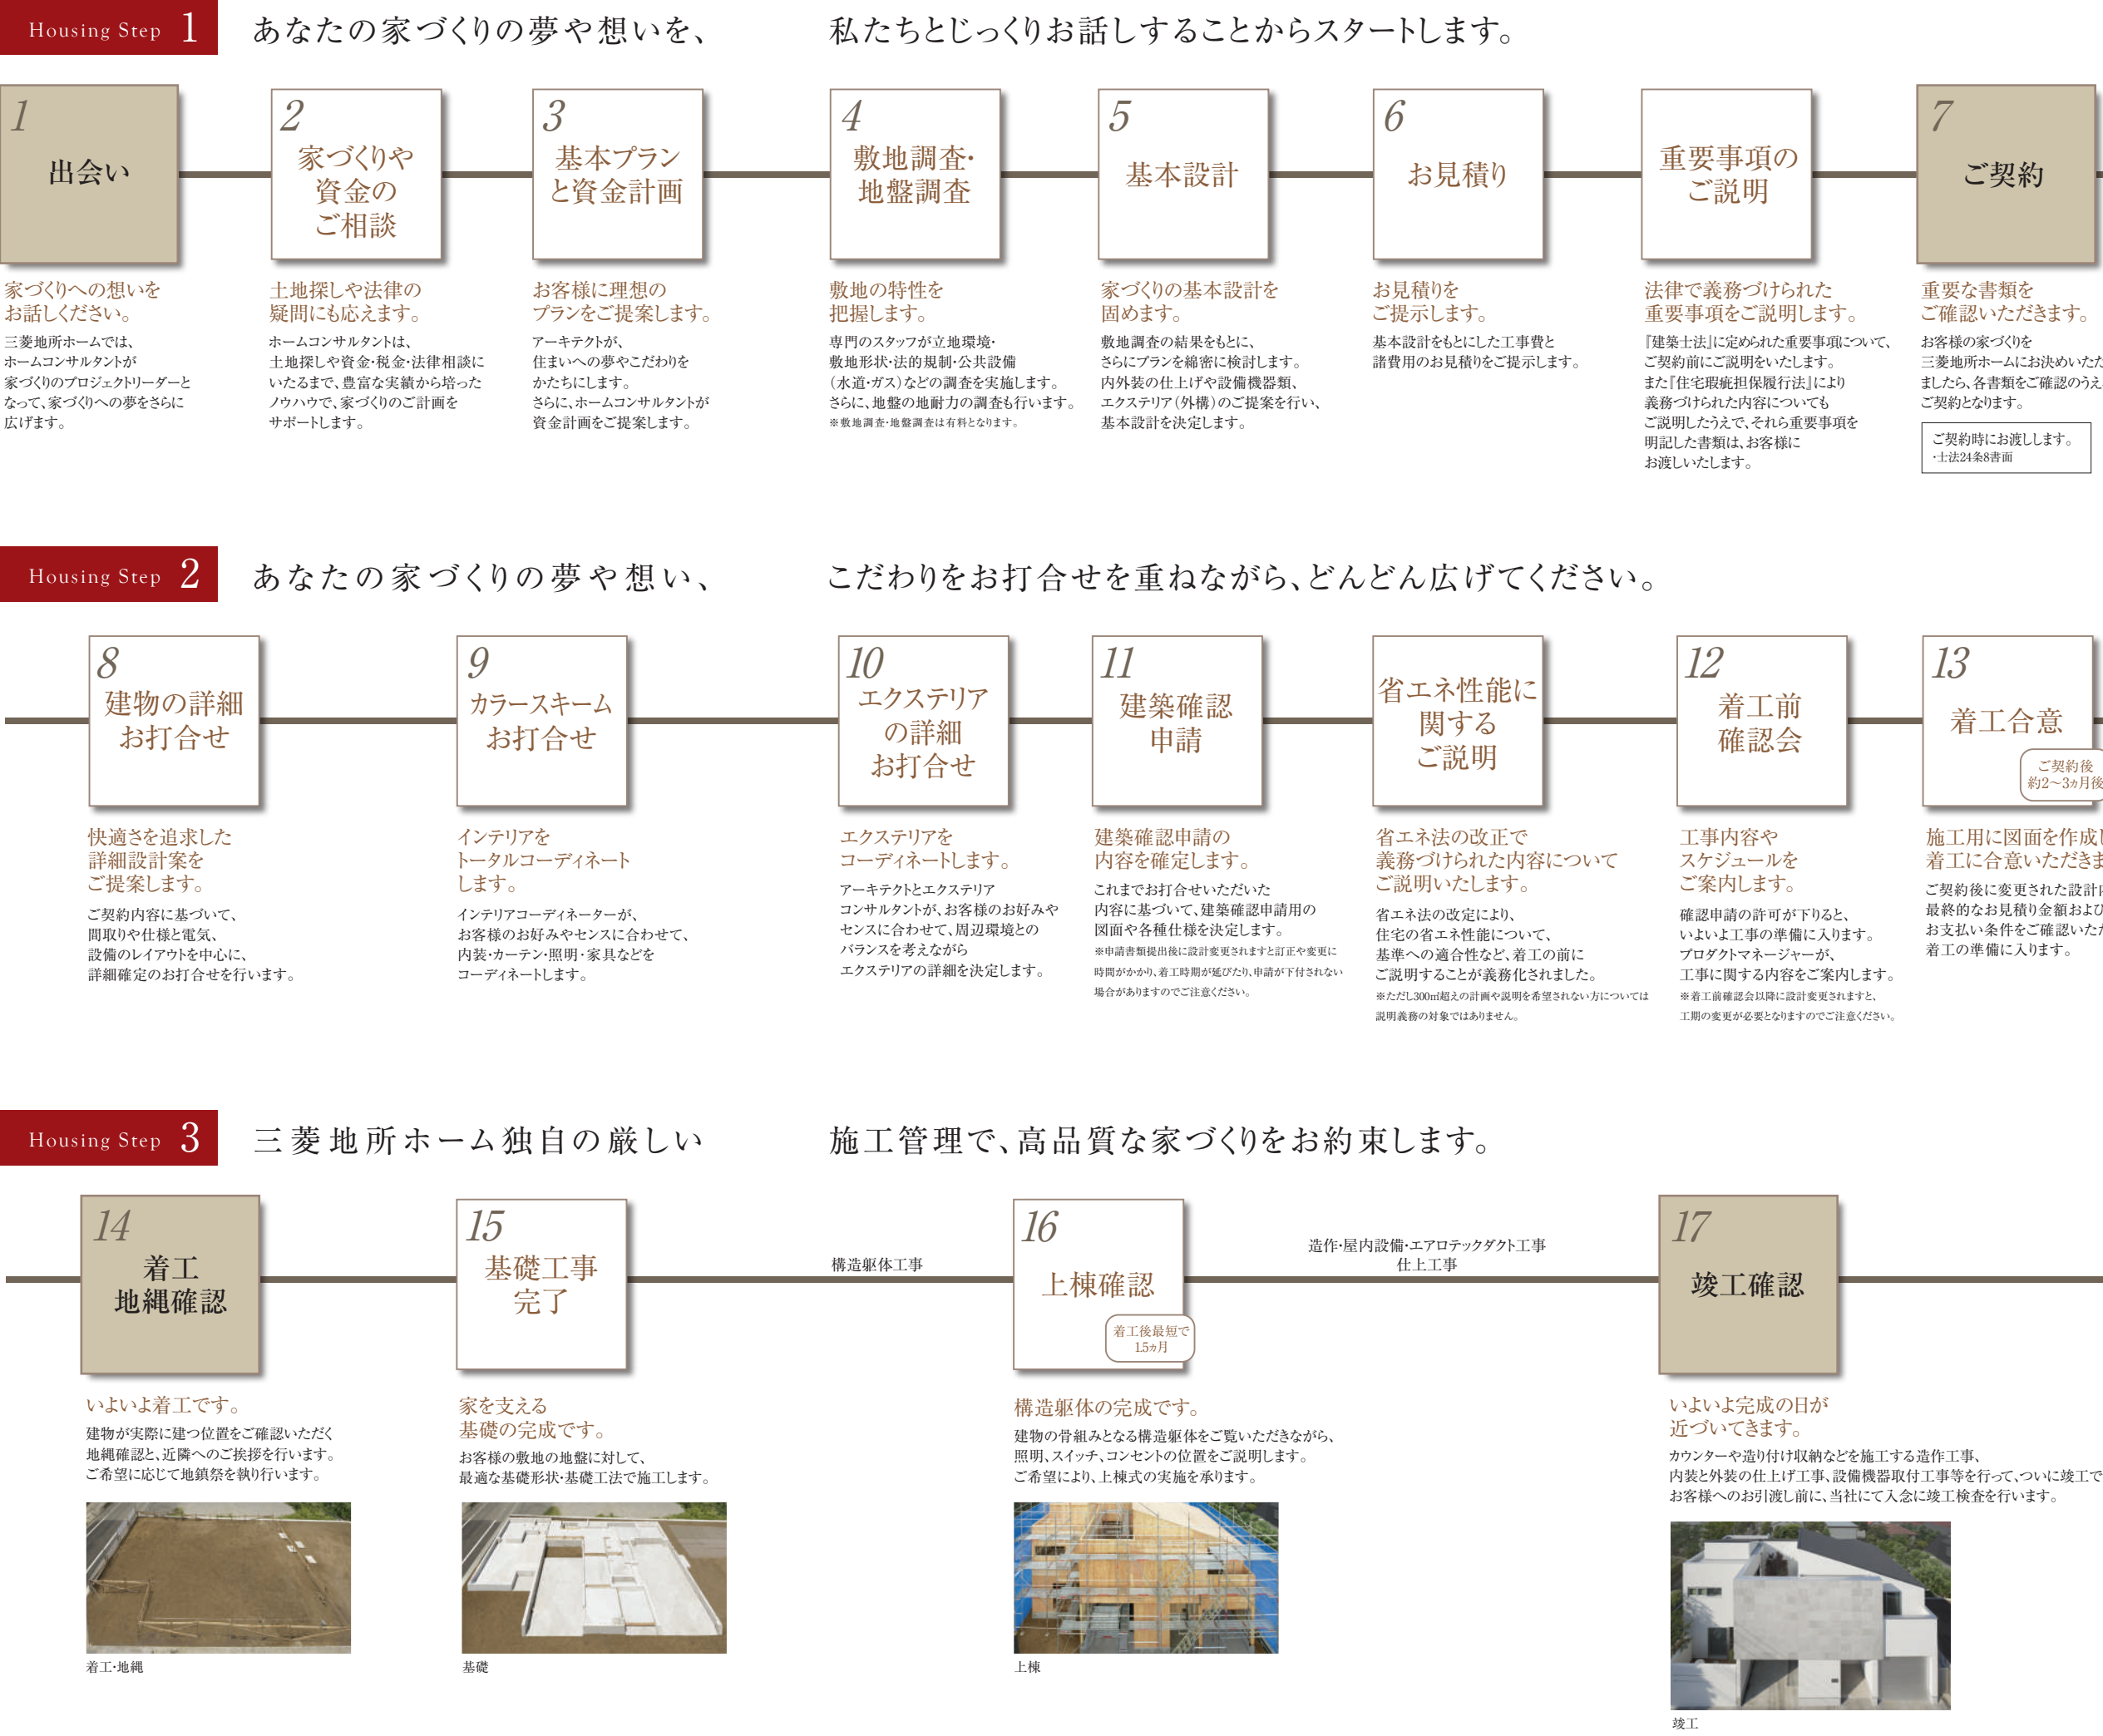 Housing Step 1
あなたの家づくりの夢や想いを、
私たちとじっくりお話しすることからスタートします。
1
出会い
家づくりへの想いを
お話しください。
三菱地所ホームでは、
ホームコンサルタントが
家づくりのプロジェクトリーダーと
なって、家づくりへの夢をさらに
広げます。
2
家づくりや
資金の
ご相談
土地探しや法律の
疑問にも応えます。
ホームコンサルタントは、
土地探しや資金・税金・法律相談に
いたるまで、豊富な実績から培った
ノウハウで、家づくりのご計画を
サポートします。
3
基本プラン
と資金計画
お客様に理想の
プランをご提案します。
アーキテクトが、
住まいへの夢やこだわりを
かたちにします。
さらに、ホームコンサルタントが
資金計画をご提案します。
4
敷地調査・
地盤調査
敷地の特性を
把握します。
専門のスタッフが立地環境・
敷地形状・法的規制・公共設備
（水道・ガス）などの調査を実施します。
さらに、地盤の地耐力の調査も行います。
※敷地調査・地盤調査は有料となります。
5
基本設計
家づくりの基本設計を
固めます。
敷地調査の結果をもとに、
さらにプランを綿密に検討します。
内外装の仕上げや設備機器類、
エクステリア（外構）のご提案を行い、
基本設計を決定します。
6
お見積り
お見積りを
ご提示します。
基本設計をもとにした工事費と
諸費用のお見積りをご提示します。
重要事項の
ご説明
法律で義務づけられた
重要事項をご説明します。
『建築士法』に定められた重要事項について、
ご契約前にご説明をいたします。
また『住宅瑕疵担保履行法』により
義務づけられた内容についても
ご説明したうえで、それら重要事項を
明記した書類は、お客様に
お渡しいたします。
7
ご契約
重要な書類を
ご確認いただきます。
お客様の家づくりを
三菱地所ホームにお決めいただ
ましたら、各書類をご確認のうえ
ご契約となります。
ご契約時にお渡しします。
・士法24条8書面
Housing Step 2
あなたの家づくりの夢や想い、
こだわりをお打合せを重ねながら、どんどん広げてください。
8
建物の詳細
お打合せ
快適さを追求した
詳細設計案を
ご提案します。
ご契約内容に基づいて、
間取りや仕様と電気、
設備のレイアウトを中心に、
詳細確定のお打合せを行います。
9
カラースキーム
お打合せ
インテリアを
トータルコーディネート
します。
インテリアコーディネーターが、
お客様のお好みやセンスに合わせて、
内装・カーテン・照明・家具などを
コーディネートします。
10
エクステリア
の詳細
お打合せ
エクステリアを
コーディネートします。
アーキテクトとエクステリア
コンサルタントが、お客様のお好みや
センスに合わせて、周辺環境との
バランスを考えながら
エクステリアの詳細を決定します。
11
建築確認
申請
建築確認申請の
内容を確定します。
これまでお打合せいただいた
内容に基づいて、建築確認申請用の
図面や各種仕様を決定します。
※申請書類提出後に設計変更されますと訂正や変更に
時間がかかり、着工時期が延びたり、申請が下付されない
場合がありますのでご注意ください。
省エネ性能に
関する
ご説明
省エネ法の改正で
義務づけられた内容について
ご説明いたします。
省エネ法の改定により、
住宅の省エネ性能について、
基準への適合性など、着工の前に
ご説明することが義務化されました。
※ただし300㎡超えの計画や説明を希望されない方については
説明義務の対象ではありません。
12
着工前
確認会
工事内容や
スケジュールを
ご案内します。
確認申請の許可が下りると、
いよいよ工事の準備に入ります。
プロダクトマネージャーが、
工事に関する内容をご案内します。
※着工前確認会以降に設計変更されますと、
工期の変更が必要となりますのでご注意ください。
13
着工合意
ご契約後
約2〜3ヵ月後
施工用に図面を作成
着工に合意いただきま
ご契約後に変更された設計
最終的なお見積り金額および
お支払い条件をご確認いただ
着工の準備に入ります。
Housing Step 3
三菱地所ホーム独自の厳しい
施工管理で、高品質な家づくりをお約束します。
14
着工
地縄確認
いよいよ着工です。
建物が実際に建つ位置をご確認いただく
地縄確認と、近隣へのご挨拶を行います。
ご希望に応じて地鎮祭を執り行います。
着工・地縄
15
基礎工事
完了
家を支える
基礎の完成です。
お客様の敷地の地盤に対して、
最適な基礎形状・基礎工法で施工します。
基礎
構造躯体工事
16
上棟確認
着工後最短で
1.5ヵ月
構造躯体の完成です。
建物の骨組みとなる構造躯体をご覧いただきながら、
照明、スイッチ、コンセントの位置をご説明します。
ご希望により、上棟式の実施を承ります。
上棟
造作・屋内設備・エアロテックダクト工事
仕上工事
17
竣工確認
いよいよ完成の日が
近づいてきます。
カウンターや造り付け収納などを施工する造作工事、
内装と外装の仕上げ工事、設備機器取付工事等を行って、ついに竣工で
お客様へのお引渡し前に、当社にて入念に竣工検査を行います。
竣工